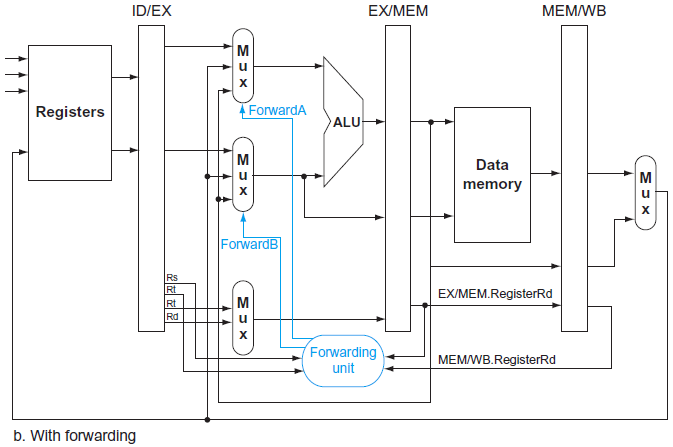 ID/EX
EX/MEM
MEM/WB
M
u
x
Registers
ForwardA
ALU
M
u
x
Data
memory
M
u
x
ForwardB
Rs
Rt
Rt
Rd
M
u
x
EX/MEM.RegisterRd
Forwarding
unit
MEM/WB.RegisterRd
b. With forwarding